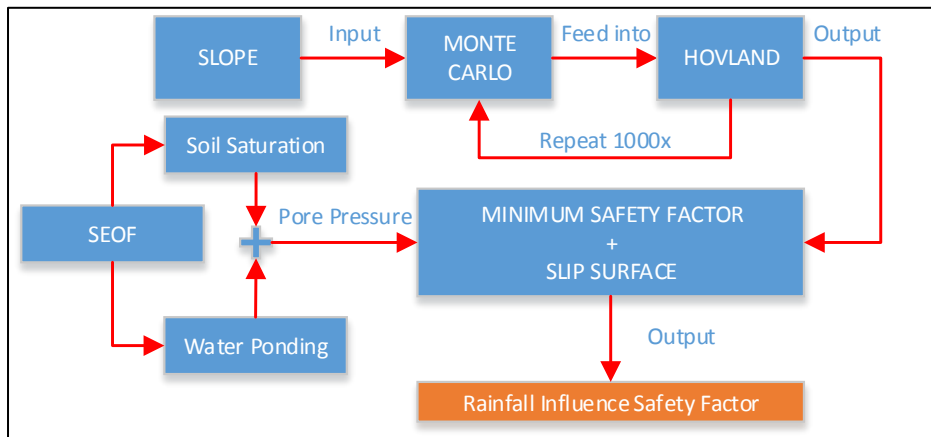 Input
Feed into
Output
SLOPE
MONTE
CARLO
HOVLAND
Repeat 1000x
Soil Saturation
SEOF
Pore Pressure
MINIMUM SAFETY FACTOR
+
SLIP SURFACE
Water Ponding
Output
Rainfall Influence Safety Factor